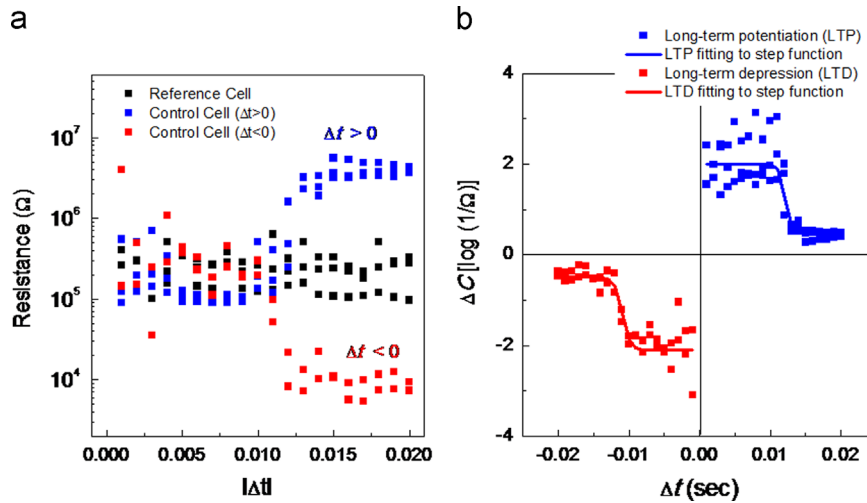 a
Reference Cell
Control Cell (Δt>0)
Control Cell (Δt<0)
Δt > 0
Δt < 0
Resistance (Ω)
10⁷
10⁶
10⁵
10⁴
0.000 0.005 0.010 0.015 0.020
|Δt|
b
Long-term potentiation (LTP)
LTP fitting to step function
Long-term depression (LTD)
LTD fitting to step function
ΔC [log (1/Ω)]
4
2
0
-2
-4
-0.02 -0.01 0.00 0.01 0.02
Δt (sec)